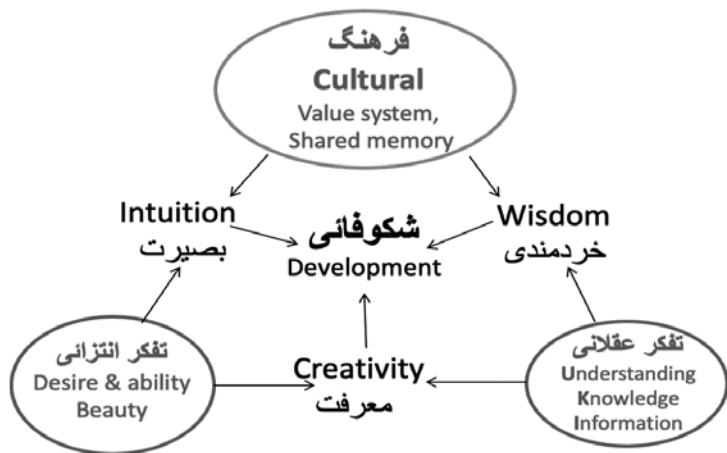 فرهنگ
Cultural
Value system,
Shared memory
Intuition
بصیرت
شکوفائی
Development
Wisdom
خردمندی
تفکر انتزائی
Desire & ability
Beauty
Creativity
معرفت
تفکر عقلانی
Understanding
Knowledge
Information